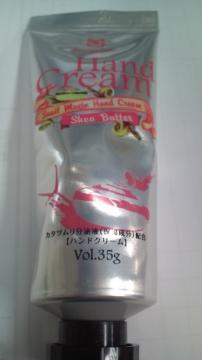 Hand
Cream
Snail Magic Hand Cream
Shea Butter
カタツムリ分泌液(保湿成分)配合
【ハンドクリーム】
Vol.35g